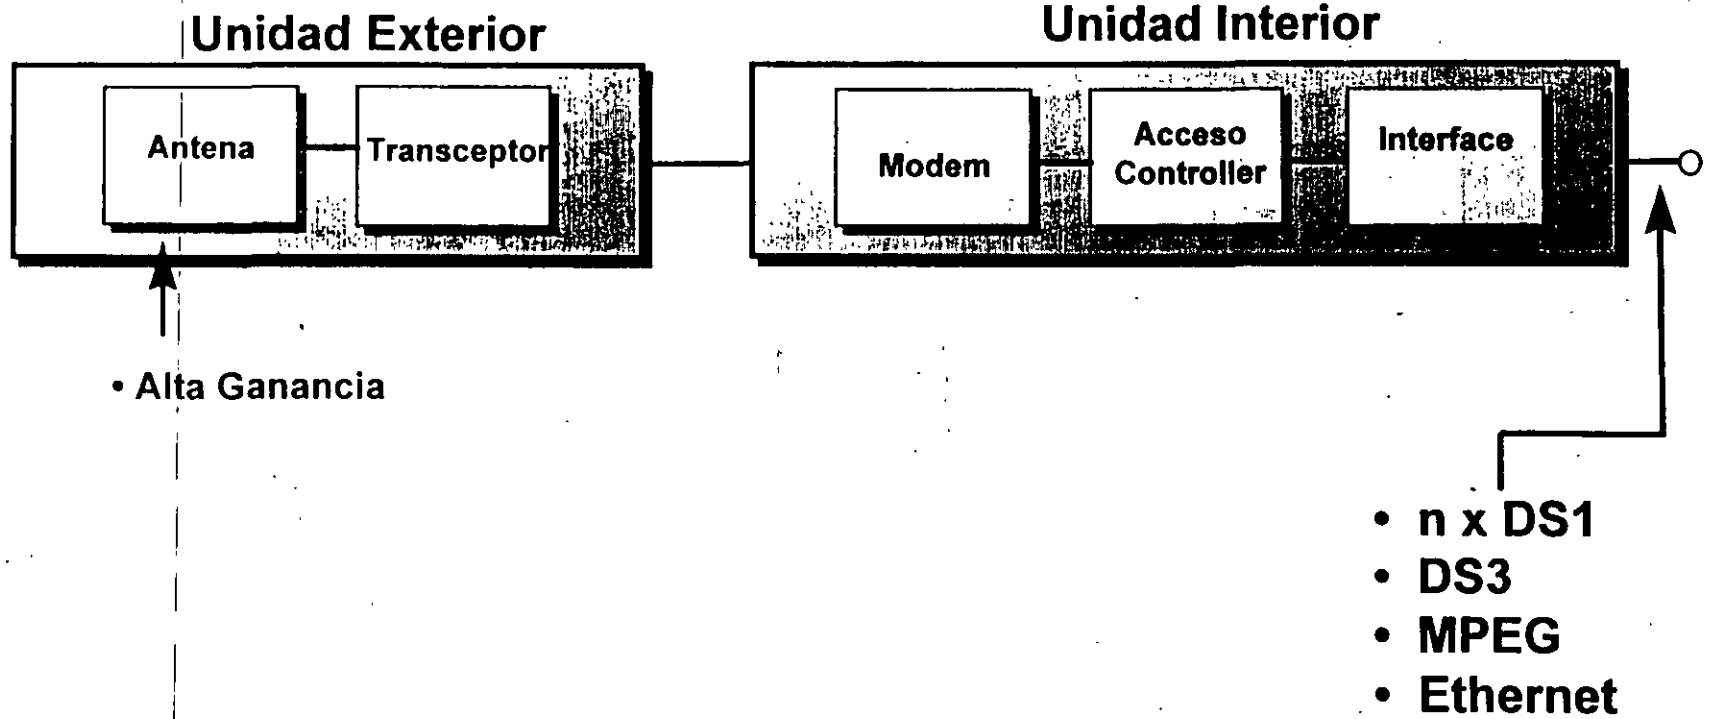 Unidad Exterior
Unidad Interior
Antena
Transceptor
Modem
Acceso
Controller
Interface
• Alta Ganancia
• n x DS1
• DS3
• MPEG
• Ethernet